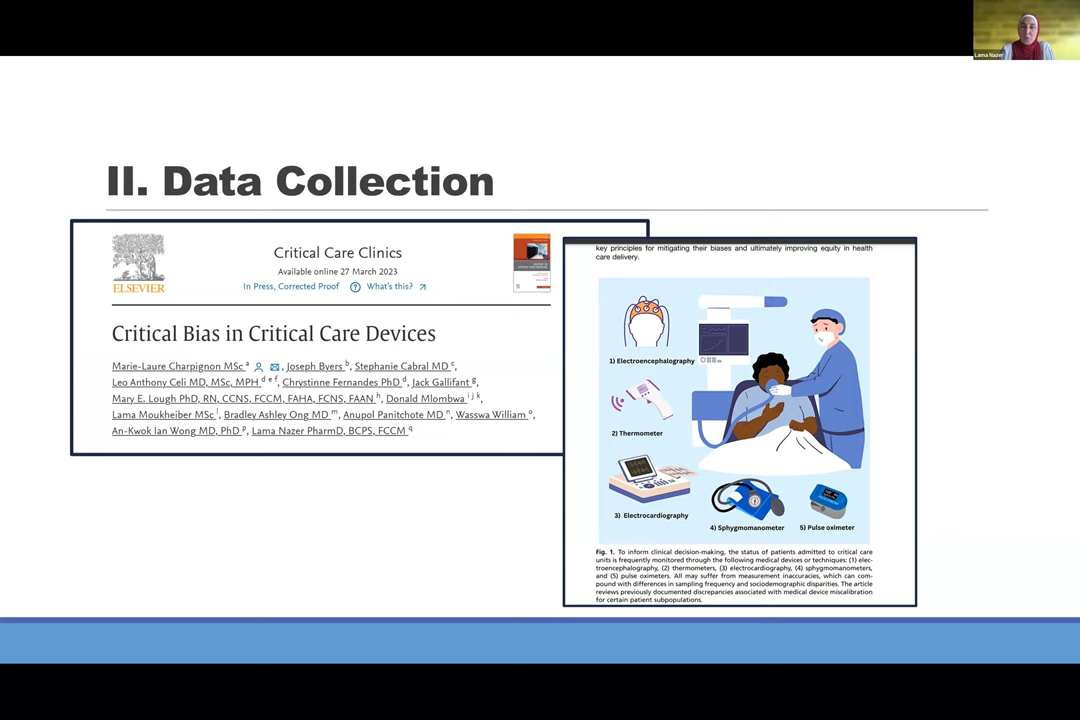 Lama Nazer
II. Data Collection
ELSEVIER
Critical Care Clinics
Available online 27 March 2023
In Press, Corrected Proof ? What's this? ↗
Critical Bias in Critical Care Devices
Marie-Laure Charpignon MSc a, Joseph Byers b, Stephanie Cabral MD c,
Leo Anthony Celi MD, MSc, MPH d e f, Chrystinne Fernandes PhD d, Jack Gallifant g,
Mary E. Lough PhD, RN, CCNS, FCCM, FAHA, FCNS, FAAN h, Donald Mlombwa i j k,
Lama Moukheiber MSc l, Bradley Ashley Ong MD m, Anupol Panitchote MD n, Wasswa William o,
An-Kwok Ian Wong MD, PhD p, Lama Nazer PharmD, BCPS, FCCM q
key principles for mitigating their biases and ultimately improving equity in health
care delivery.
1) Electroencephalography
2) Thermometer
3) Electrocardiography
4) Sphygmomanometer
5) Pulse oximeter
Fig. 1. To inform clinical decision-making, the status of patients admitted to critical care
units is frequently monitored through the following medical devices or techniques: (1) elec-
troencephalography, (2) thermometers, (3) electrocardiography, (4) sphygmomanometers,
and (5) pulse oximeters. All may suffer from measurement inaccuracies, which can com-
pound with differences in sampling frequency and sociodemographic disparities. The article
reviews previously documented discrepancies associated with medical device miscalibration
for certain patient subpopulations.